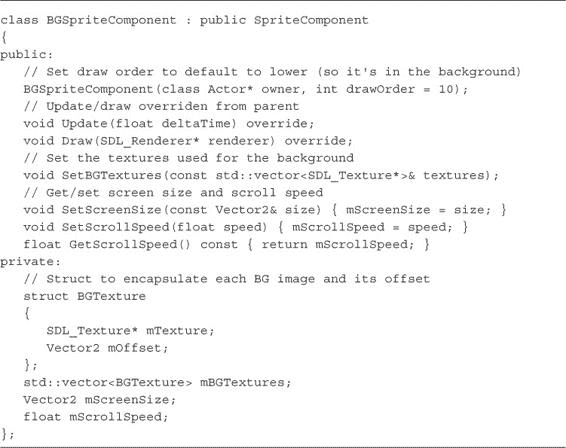 class BGSpriteComponent : public SpriteComponent
{
public:
   // Set draw order to default to lower (so it's in the background)
   BGSpriteComponent(class Actor* owner, int drawOrder = 10);
   // Update/draw overriden from parent
   void Update(float deltaTime) override;
   void Draw(SDL_Renderer* renderer) override;
   // Set the textures used for the background
   void SetBGTextures(const std::vector<SDL_Texture*>& textures);
   // Get/set screen size and scroll speed
   void SetScreenSize(const Vector2& size) { mScreenSize = size; }
   void SetScrollSpeed(float speed) { mScrollSpeed = speed; }
   float GetScrollSpeed() const { return mScrollSpeed; }
private:
   // Struct to encapsulate each BG image and its offset
   struct BGTexture
   {
      SDL_Texture* mTexture;
      Vector2 mOffset;
   };
   std::vector<BGTexture> mBGTextures;
   Vector2 mScreenSize;
   float mScrollSpeed;
};